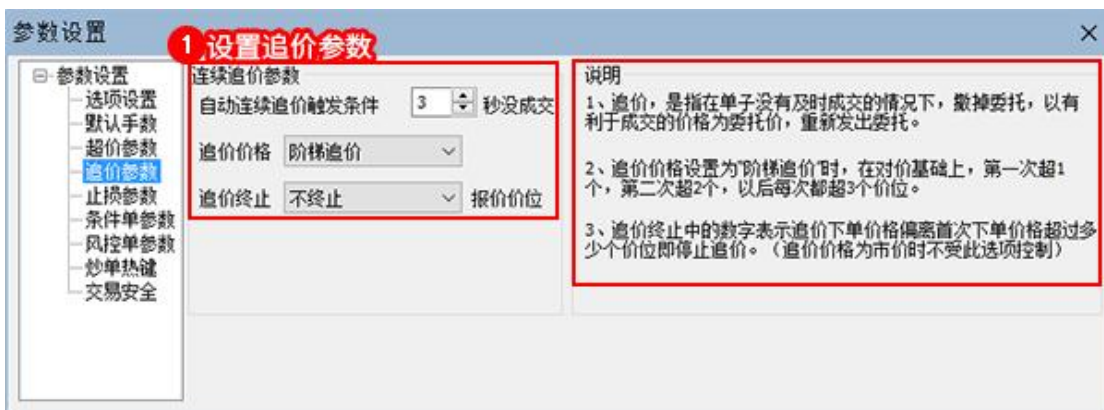 参数设置
1 设置追价参数
参数设置
选项设置
默认手数
超价参数
追价参数
止损参数
条件单参数
风控单参数
炒单热键
交易安全
连续追价参数
自动连续追价触发条件 3 秒没成交
追价价格 阶梯追价
追价终止 不终止 报价价位
说明
1、追价，是指在单子没有及时成交的情况下，撤掉委托，以有
利于成交的价格为委托价，重新发出委托。
2、追价价格设置为"阶梯追价"时，在对价基础上，第一次超1
个，第二次超2个，以后每次都超3个价位。
3、追价终止中的数字表示追价下单价格偏离首次下单价格超过多
少个价位即停止追价。（追价价格为市价时不受此选项控制）